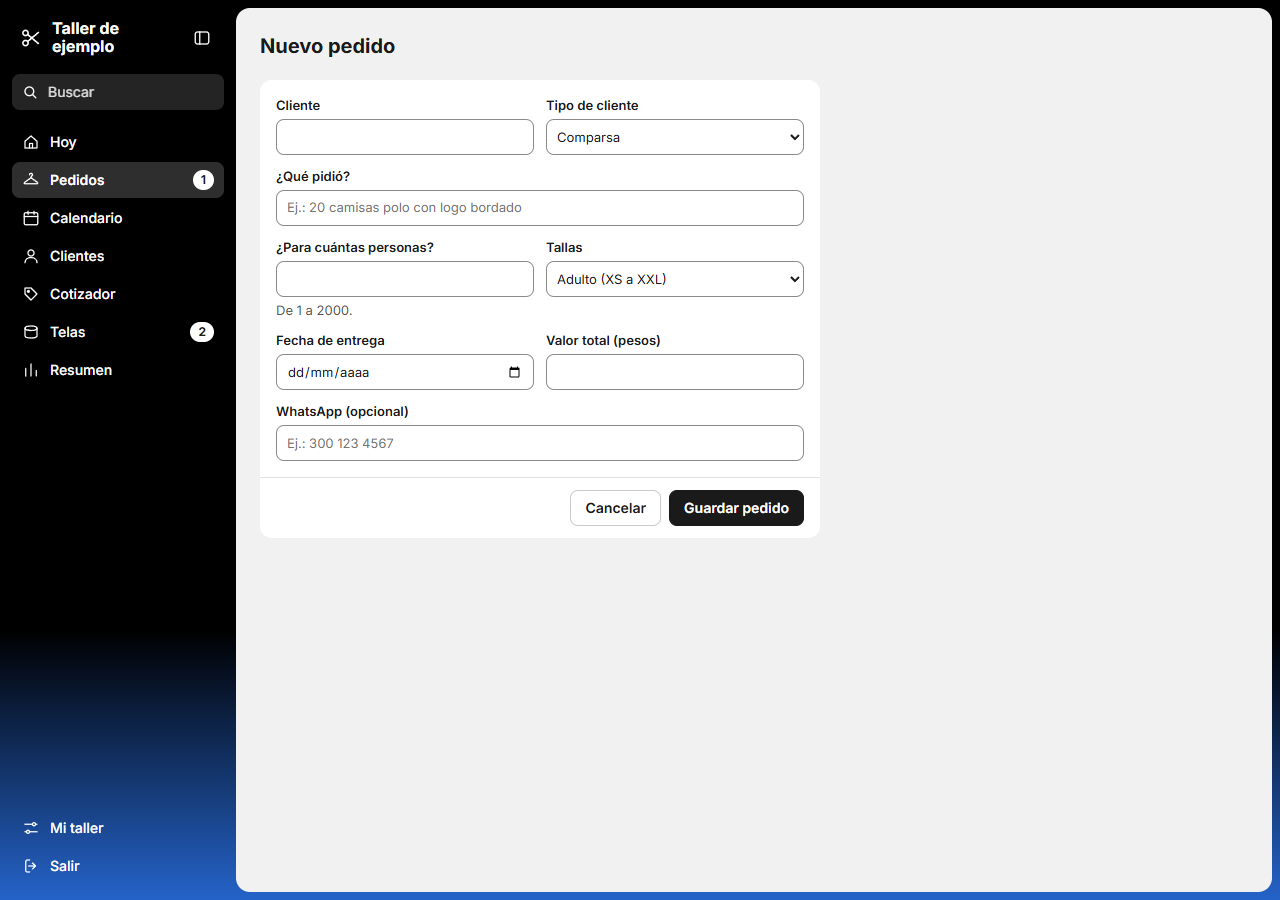 Taller de
ejemplo
Buscar
Hoy
Pedidos 1
Calendario
Clientes
Cotizador
Telas 2
Resumen
Mi taller
Salir
Nuevo pedido
Cliente Tipo de cliente
Comparsa
¿Qué pidió?
Ej.: 20 camisas polo con logo bordado
¿Para cuántas personas? Tallas
Adulto (XS a XXL)
De 1 a 2000.
Fecha de entrega Valor total (pesos)
dd/mm/aaaa
WhatsApp (opcional)
Ej.: 300 123 4567
Cancelar Guardar pedido